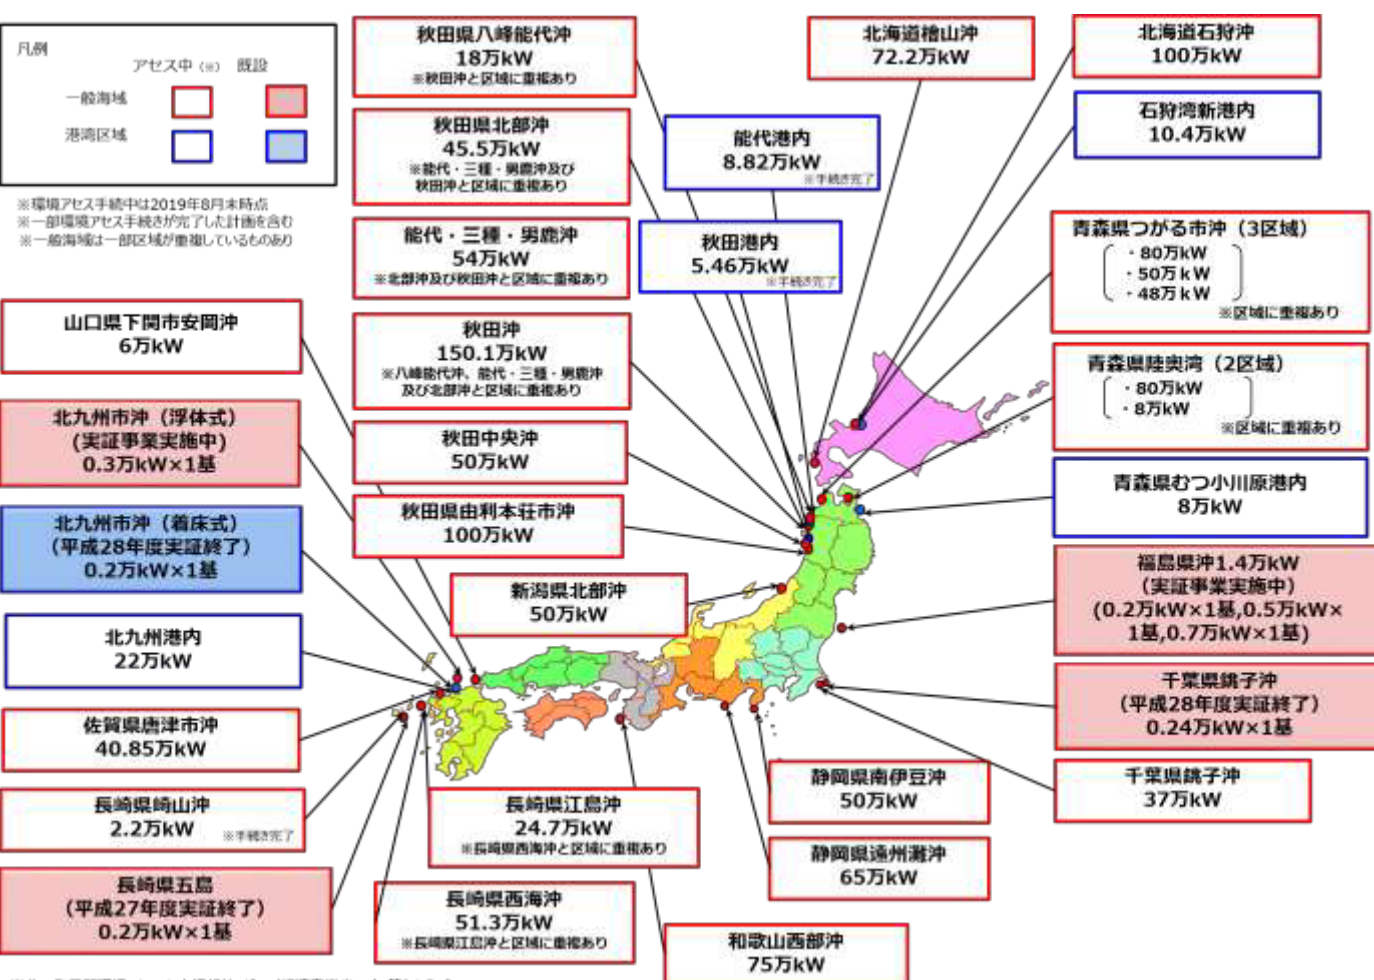 凡例
アセス中（※） 既設
一般海域
港湾区域
※環境アセス手続中は2019年8月末時点
※一部環境アセス手続きが完了した計画を含む
※一般海域は一部区域が重複しているものあり
秋田県八峰能代沖
18万kW
※秋田沖と区域に重複あり
秋田県北部沖
45.5万kW
※能代・三種・男鹿沖及び
秋田沖と区域に重複あり
能代・三種・男鹿沖
54万kW
※北部沖及び秋田沖と区域に重複あり
秋田沖
150.1万kW
※八峰能代沖、能代・三種・男鹿沖
及び北部沖と区域に重複あり
秋田中央沖
50万kW
秋田県由利本荘市沖
100万kW
新潟県北部沖
50万kW
能代港内
8.82万kW
※手続き完了
秋田港内
5.46万kW
※手続き完了
北海道檜山沖
72.2万kW
北海道石狩沖
100万kW
石狩湾新港内
10.4万kW
青森県つがる市沖（3区域）
・80万kW
・50万kW
・48万kW
※区域に重複あり
青森県陸奥湾（2区域）
・80万kW
・8万kW
※区域に重複あり
青森県むつ小川原港内
8万kW
福島県沖1.4万kW
（実証事業実施中）
(0.2万kW×1基,0.5万kW×
1基,0.7万kW×1基)
千葉県銚子沖
（平成28年度実証終了）
0.24万kW×1基
千葉県銚子沖
37万kW
静岡県南伊豆沖
50万kW
静岡県遠州灘沖
65万kW
和歌山西部沖
75万kW
山口県下関市安岡沖
6万kW
北九州市沖（浮体式）
(実証事業実施中)
0.3万kW×1基
北九州市沖（着床式）
（平成28年度実証終了）
0.2万kW×1基
北九州港内
22万kW
佐賀県唐津市沖
40.85万kW
長崎県崎山沖
2.2万kW
※手続き完了
長崎県五島
（平成27年度実証終了）
0.2万kW×1基
長崎県江島沖
24.7万kW
※長崎県西海沖と区域に重複あり
長崎県西海沖
51.3万kW
※長崎県江島沖と区域に重複あり